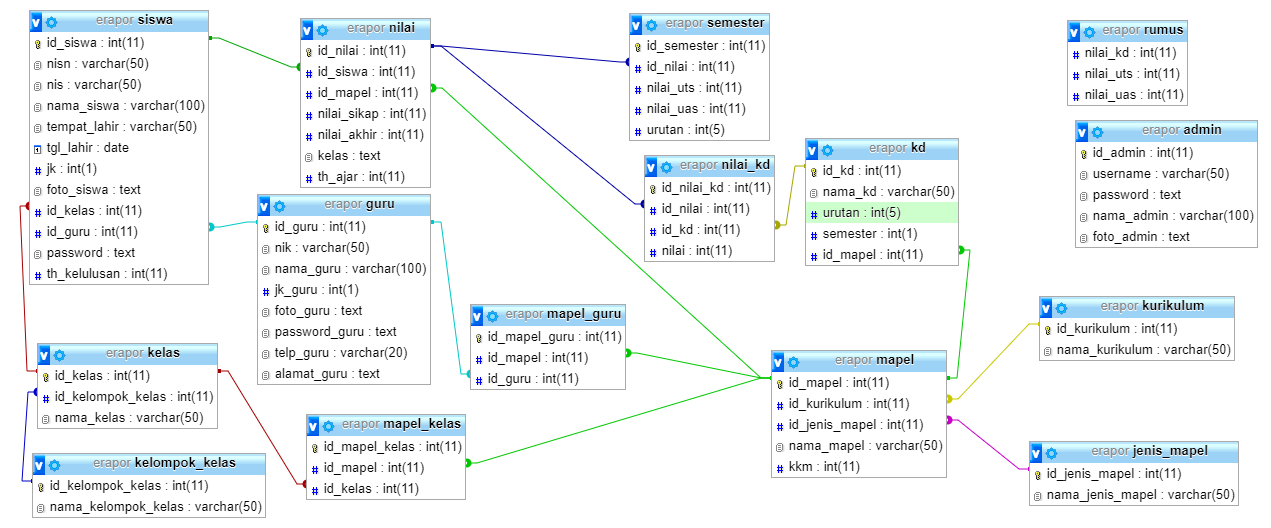 erapor siswa
id_siswa : int(11)
nisn : varchar(50)
nis : varchar(50)
nama_siswa : varchar(100)
tempat_lahir : varchar(50)
tgl_lahir : date
jk : int(1)
foto_siswa : text
id_kelas : int(11)
id_guru : int(11)
password : text
th_kelulusan : int(11)
erapor nilai
id_nilai : int(11)
id_siswa : int(11)
id_mapel : int(11)
nilai_sikap : int(11)
nilai_akhir : int(11)
kelas : text
th_ajar : int(11)
erapor semester
id_semester : int(11)
id_nilai : int(11)
nilai_uts : int(11)
nilai_uas : int(11)
urutan : int(5)
erapor rumus
nilai_kd : int(11)
nilai_uts : int(11)
nilai_uas : int(11)
erapor admin
id_admin : int(11)
username : varchar(50)
password : text
nama_admin : varchar(100)
foto_admin : text
erapor kd
id_kd : int(11)
nama_kd : varchar(50)
urutan : int(5)
semester : int(1)
id_mapel : int(11)
erapor nilai_kd
id_nilai_kd : int(11)
id_nilai : int(11)
id_kd : int(11)
nilai : int(11)
erapor guru
id_guru : int(11)
nik : varchar(50)
nama_guru : varchar(100)
jk_guru : int(1)
foto_guru : text
password_guru : text
telp_guru : varchar(20)
alamat_guru : text
erapor mapel_guru
id_mapel_guru : int(11)
id_mapel : int(11)
id_guru : int(11)
erapor kurikulum
id_kurikulum : int(11)
nama_kurikulum : varchar(50)
erapor kelas
id_kelas : int(11)
id_kelompok_kelas : int(11)
nama_kelas : varchar(50)
erapor mapel
id_mapel : int(11)
id_kurikulum : int(11)
id_jenis_mapel : int(11)
nama_mapel : varchar(50)
kkm : int(11)
erapor mapel_kelas
id_mapel_kelas : int(11)
id_mapel : int(11)
id_kelas : int(11)
erapor jenis_mapel
id_jenis_mapel : int(11)
nama_jenis_mapel : varchar(50)
erapor kelompok_kelas
id_kelompok_kelas : int(11)
nama_kelompok_kelas : varchar(50)